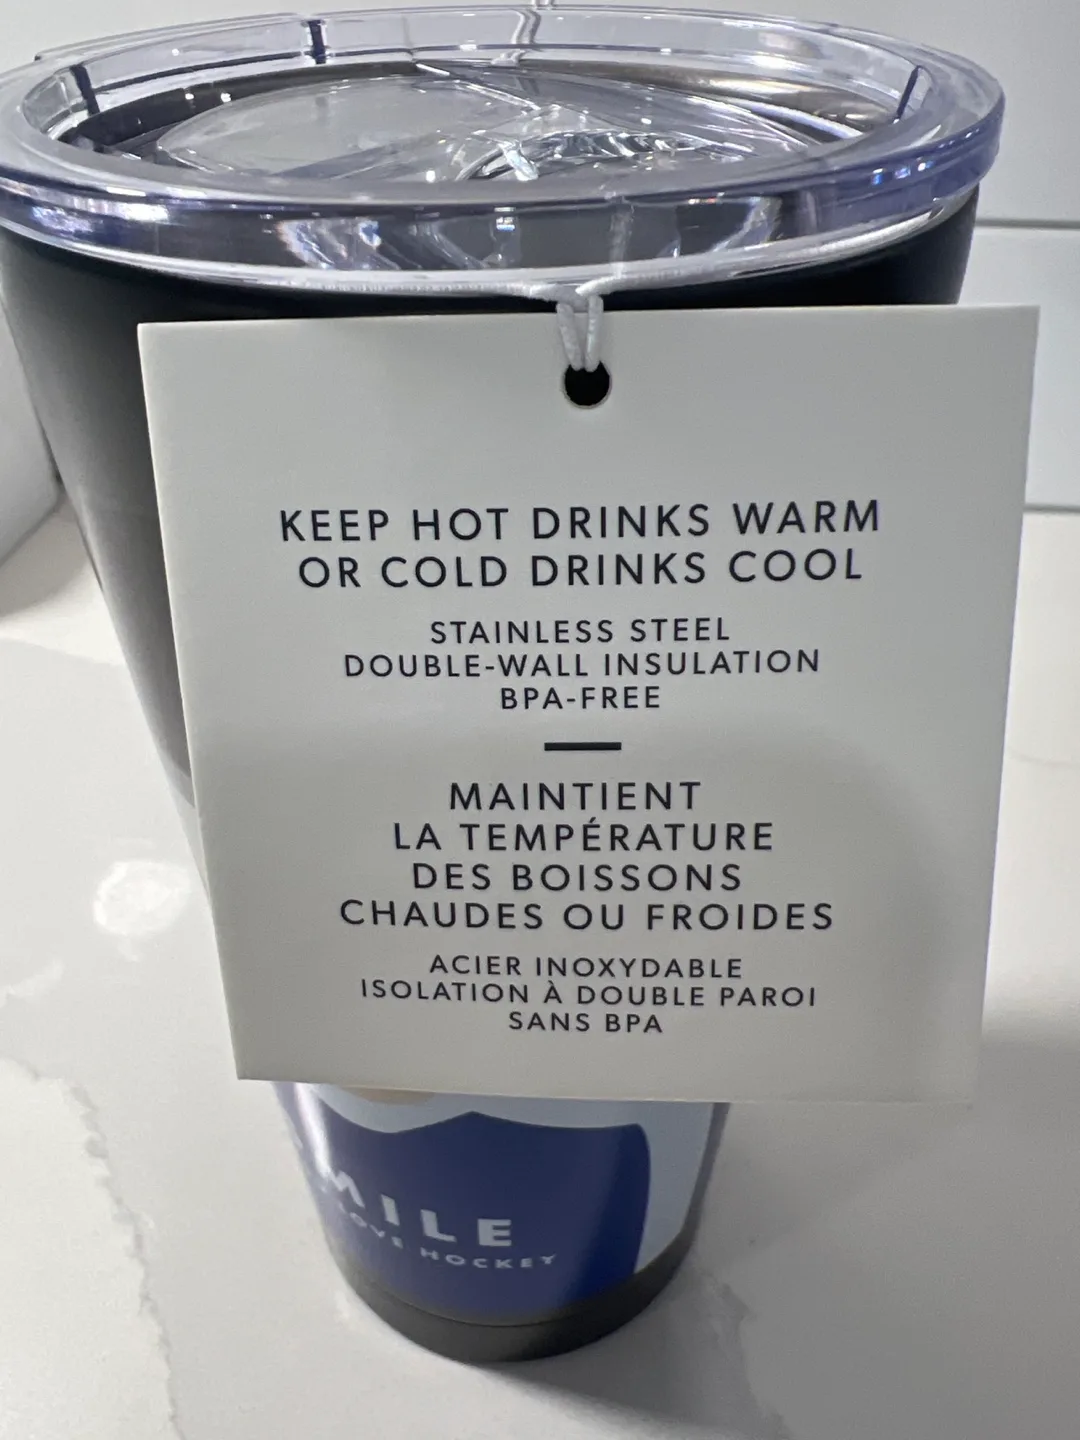 KEEP HOT DRINKS WARM
OR COLD DRINKS COOL
STAINLESS STEEL
DOUBLE-WALL INSULATION
BPA-FREE
MAINTIENT
LA TEMPÉRATURE
DES BOISSONS
CHAUDES OU FROIDES
ACIER INOXYDABLE
ISOLATION À DOUBLE PAROI
SANS BPA
MILE
LOVE HOCKEY